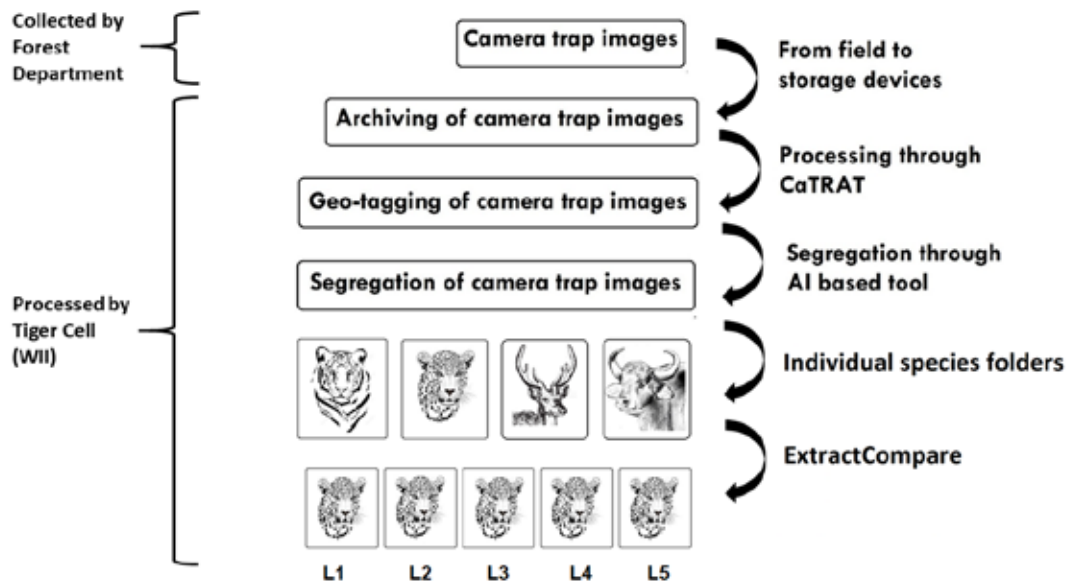 Collected by
Forest
Department
Camera trap images
From field to
storage devices
Archiving of camera trap images
Processing through
CaTRAT
Geo-tagging of camera trap images
Segregation through
AI based tool
Segregation of camera trap images
Processed by
Tiger Cell
(WII)
Individual species folders
ExtractCompare
L1 L2 L3 L4 L5